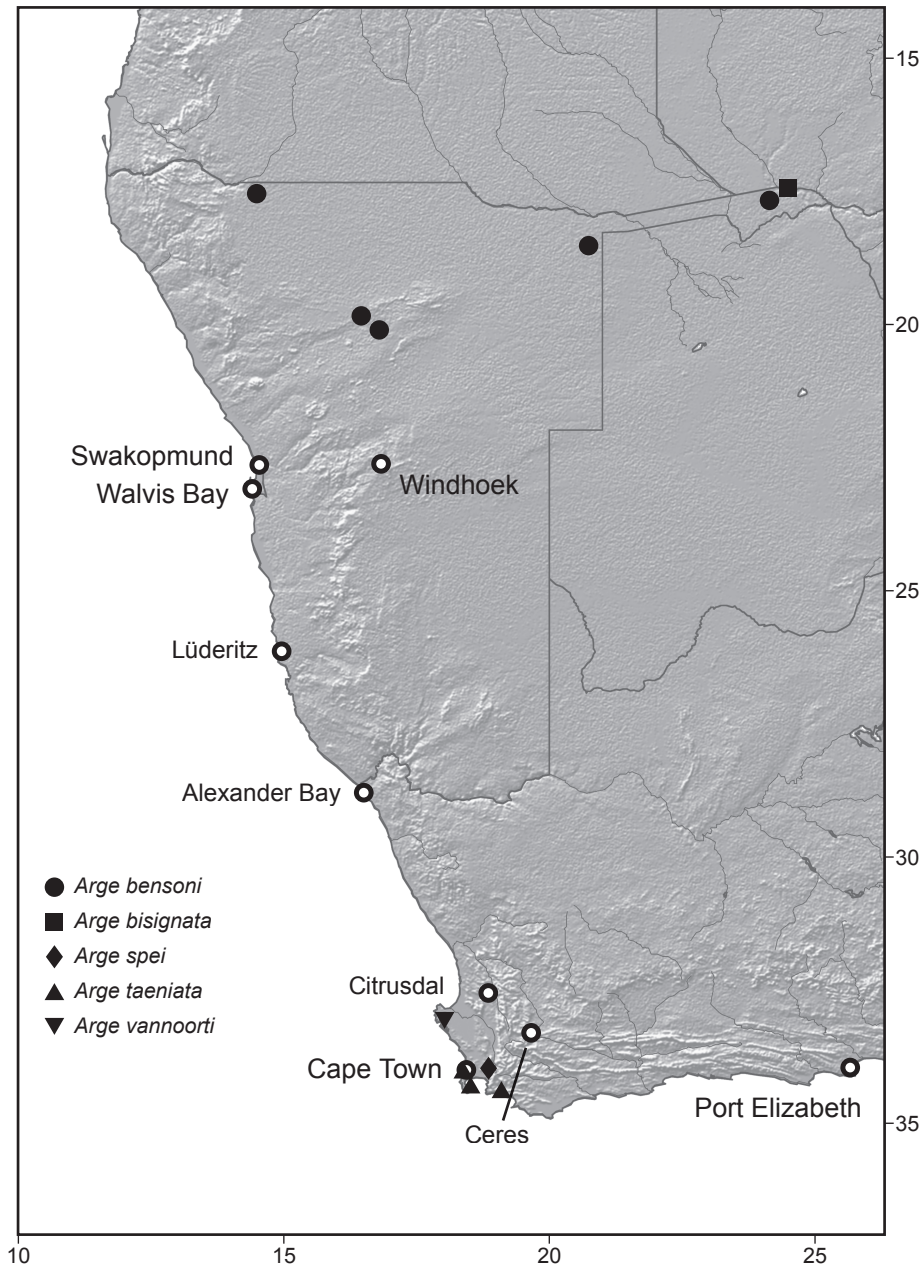 -15
-20
Swakopmund
Walvis Bay
Windhoek
-25
Lüderitz
Alexander Bay
-30
Arge bensoni
Arge bisignata
Arge spei
Arge taeniata
Arge vannoorti
Citrusdal
Cape Town
Port Elizabeth
Ceres
-35
10
15
20
25